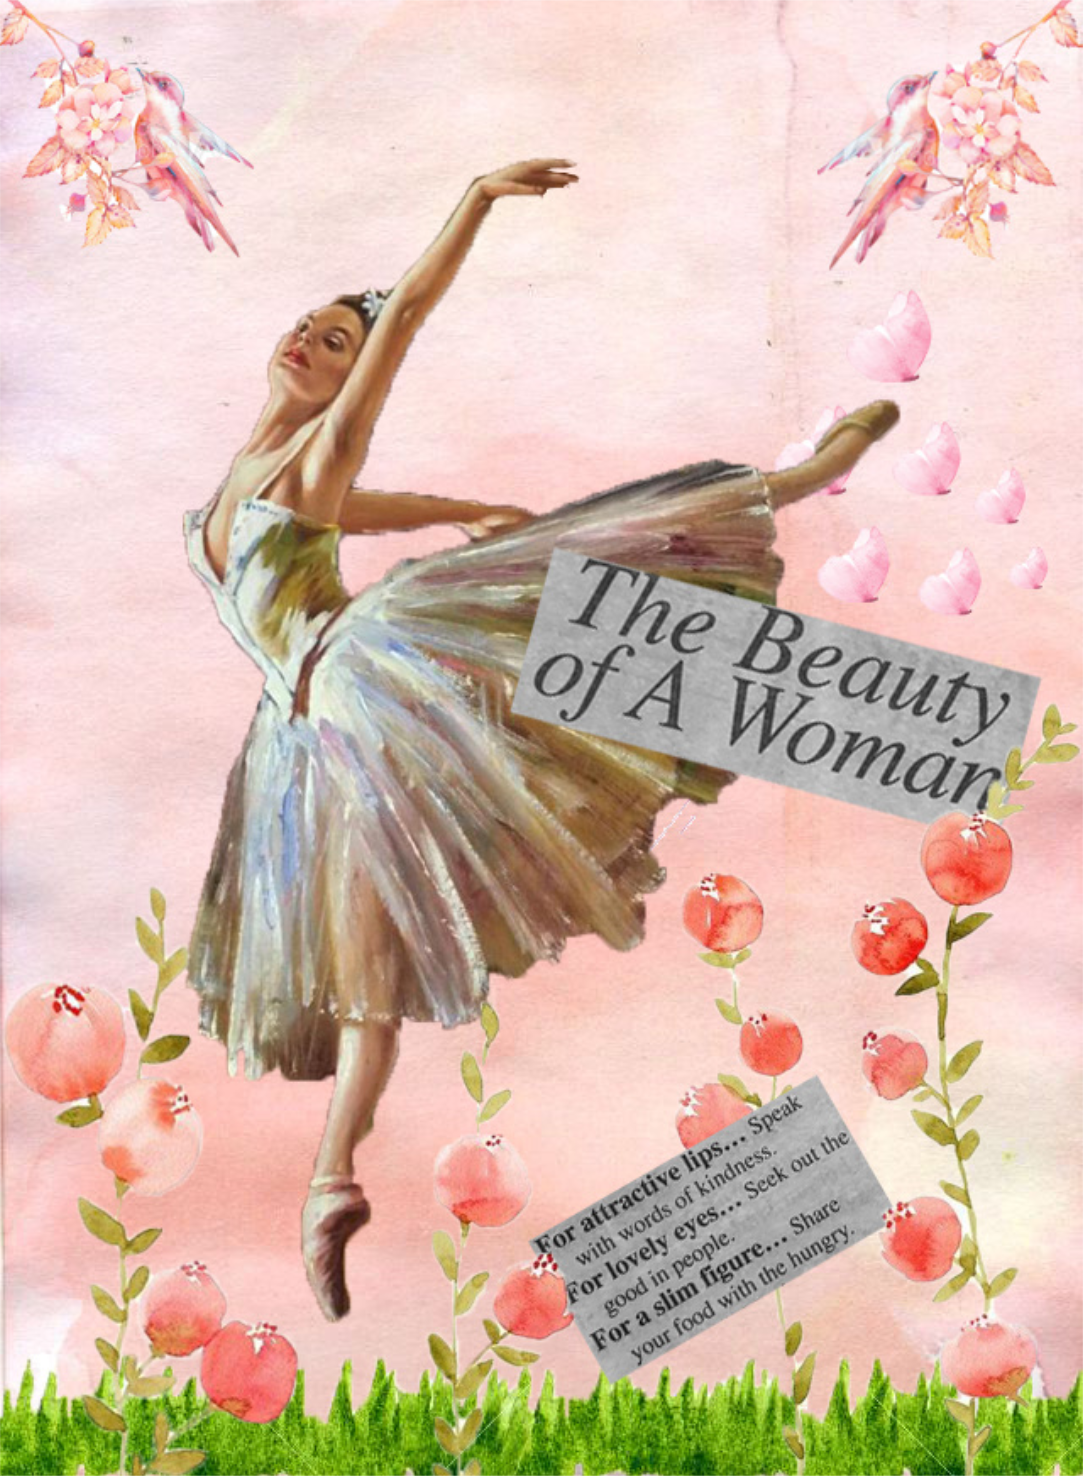 The Beauty
of A Woman
For attractive lips... Speak
with words of kindness.
For lovely eyes... Seek out the
good in people.
For a slim figure... Share
your food with the hungry.